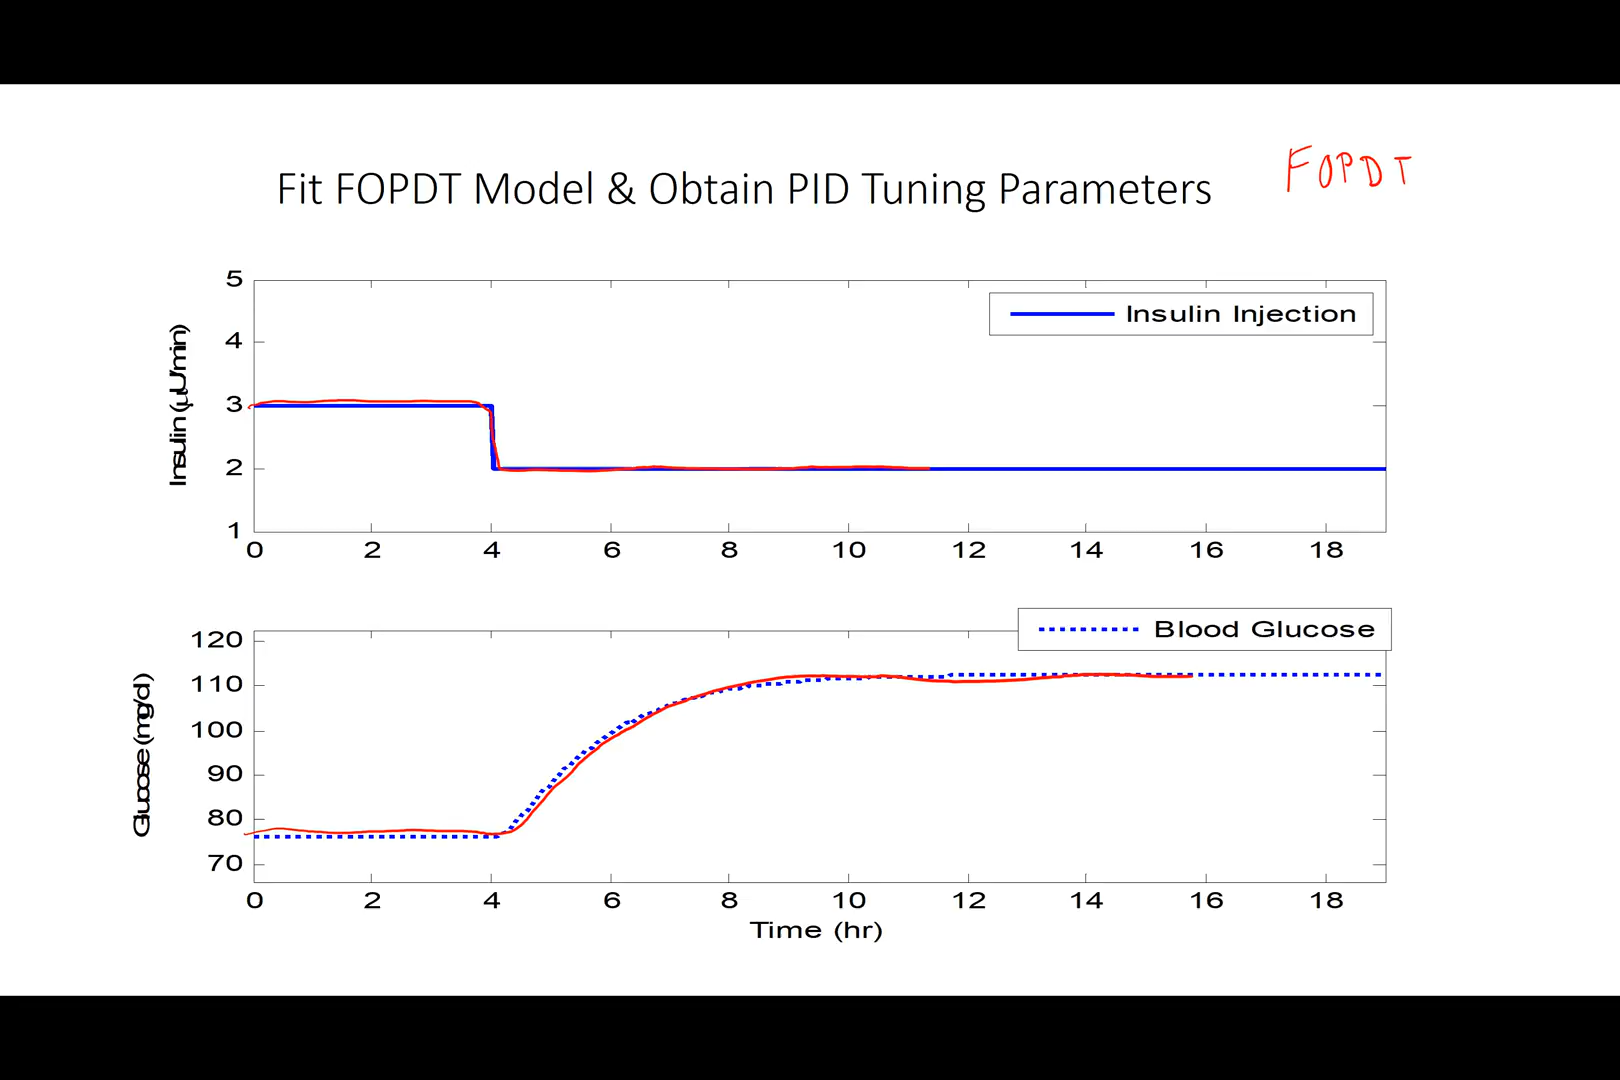 Fit FOPDT Model & Obtain PID Tuning Parameters
FOPDT
5
4
3
2
1
Insulin (μU/min)
Insulin Injection
0 2 4 6 8 10 12 14 16 18
120
110
100
90
80
70
Glucose (mg/dl)
Blood Glucose
0 2 4 6 8 10 12 14 16 18
Time (hr)